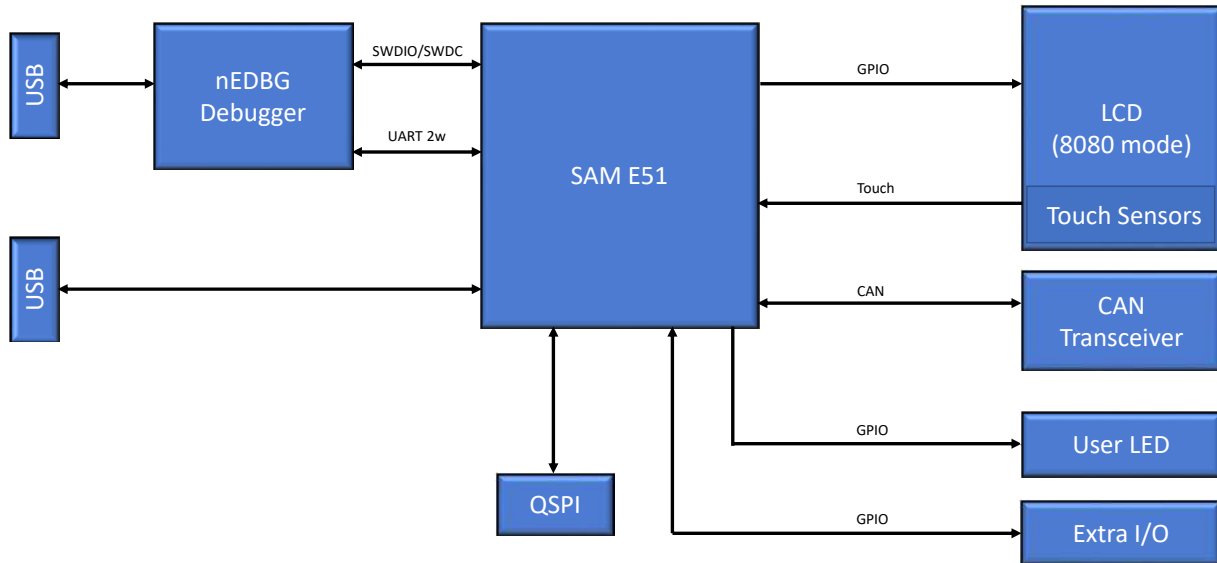 USB
nEDBG
Debugger
SWDIO/SWDC
UART 2w
SAM E51
GPIO
LCD
(8080 mode)
Touch
Touch Sensors
USB
CAN
CAN
Transceiver
GPIO
User LED
QSPI
GPIO
Extra I/O